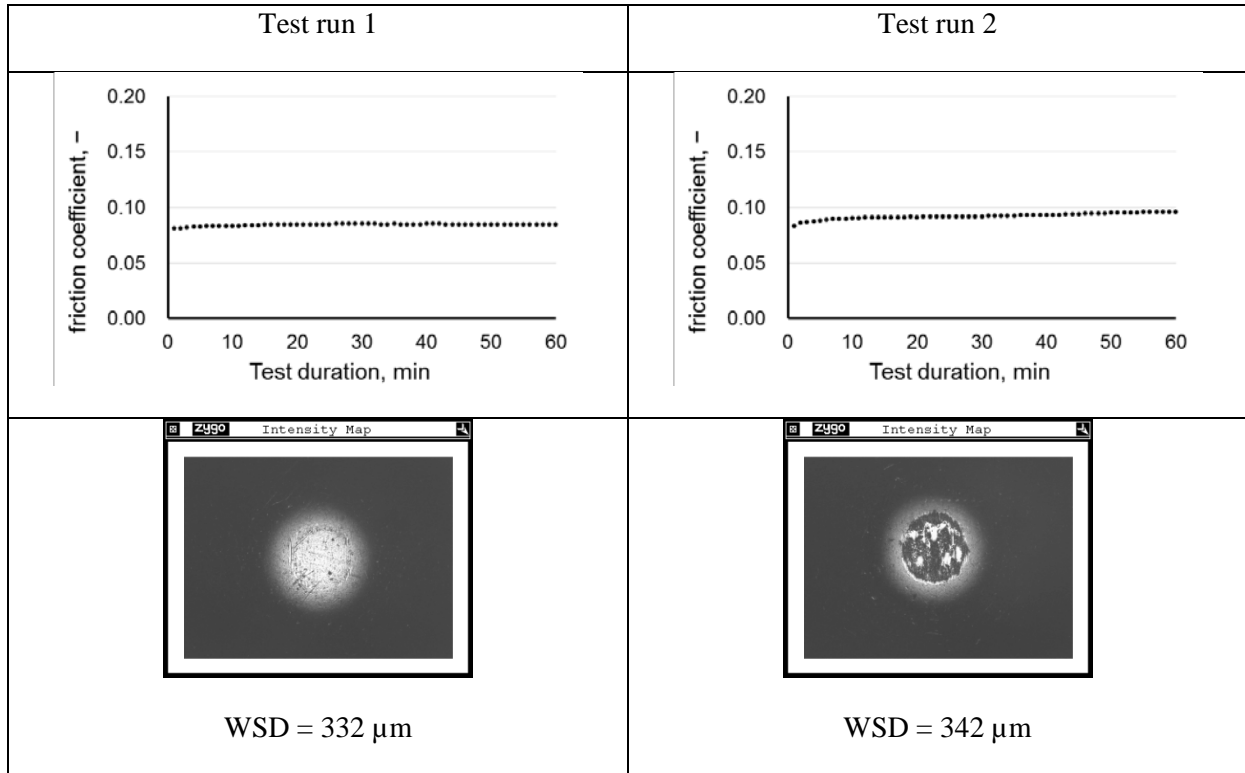 Test run 1
Test run 2
0.20
0.15
0.10
0.05
0.00
friction coefficient, –
0 10 20 30 40 50 60
Test duration, min
0.20
0.15
0.10
0.05
0.00
friction coefficient, –
0 10 20 30 40 50 60
Test duration, min
zygo Intensity Map
WSD = 332 µm
zygo Intensity Map
WSD = 342 µm